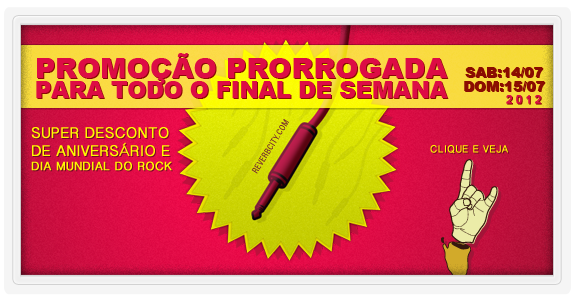 PROMOÇÃO PRORROGADA
PARA TODO O FINAL DE SEMANA
SAB:14/07
DOM:15/07
2012
SUPER DESCONTO
DE ANIVERSÁRIO E
DIA MUNDIAL DO ROCK
REVERBCITY.COM
CLIQUE E VEJA